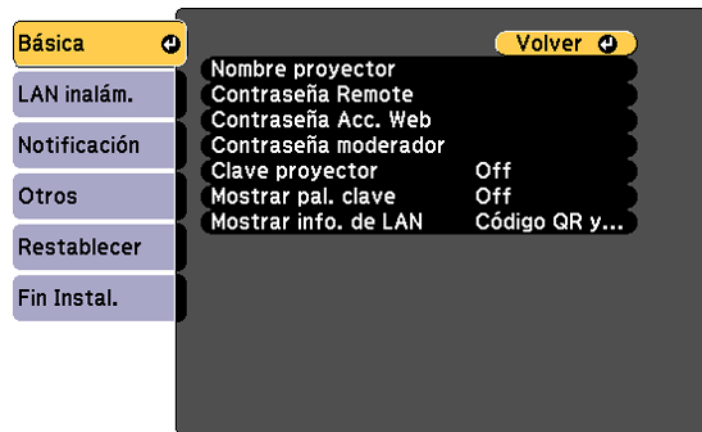 Básica
LAN inalám.
Notificación
Otros
Restablecer
Fin Instal.
Volver
Nombre proyector
Contraseña Remote
Contraseña Acc. Web
Contraseña moderador
Clave proyector Off
Mostrar pal. clave Off
Mostrar info. de LAN Código QR y...